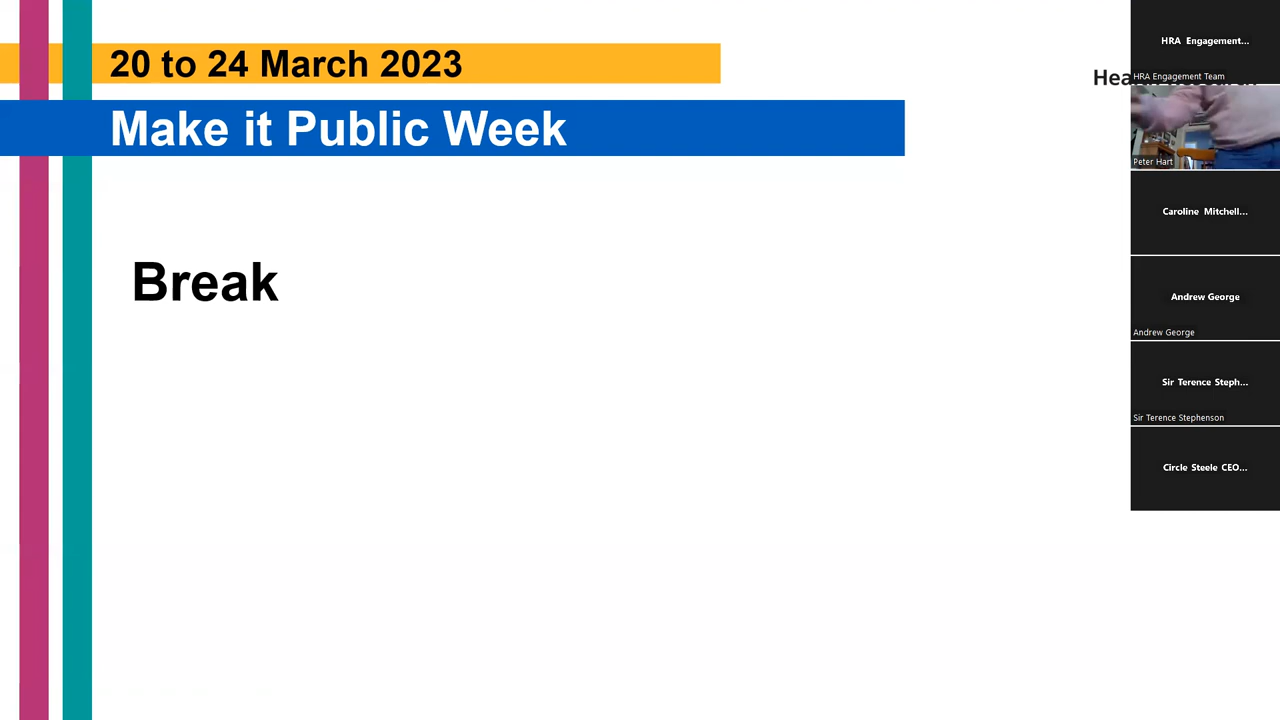 20 to 24 March 2023
Make it Public Week
Break
HRA Engagement...
HRA Engagement Team
Peter Hart
Caroline Mitchell...
Andrew George
Andrew George
Sir Terence Steph...
Sir Terence Stephenson
Circle Steele CEO...